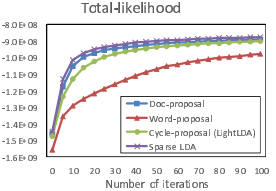 Total-likelihood
-8.0E+08
-9.0E+08
-1.0E+09
-1.1E+09
-1.2E+09
-1.3E+09
-1.4E+09
-1.5E+09
-1.6E+09
Doc-proposal
Word-proposal
Cycle-proposal (LightLDA)
Sparse LDA
0 10 20 30 40 50 60 70 80 90 100
Number of iterations